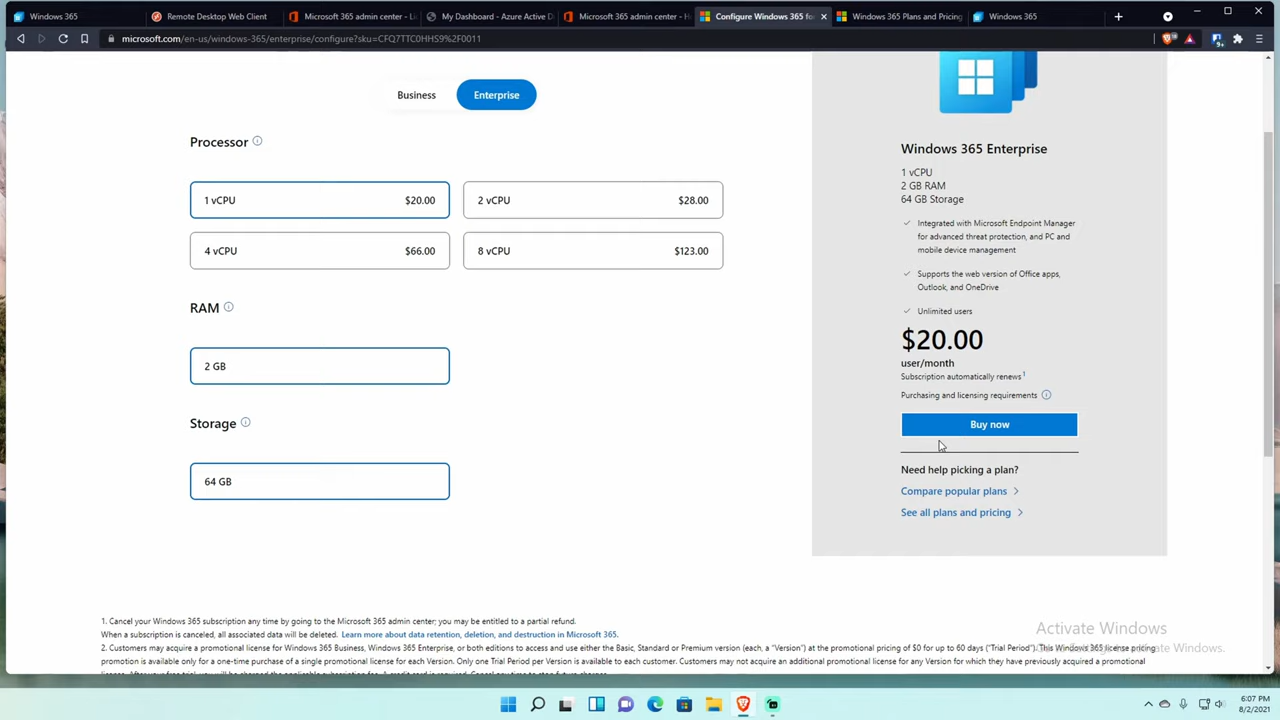 Windows 365
Remote Desktop Web Client
Microsoft 365 admin center - Li
My Dashboard - Azure Active D
Microsoft 365 admin center - H
Configure Windows 365 fo
Windows 365 Plans and Pricing
Windows 365
microsoft.com/en-us/windows-365/enterprise/configure?sku=CFQ7TTC0HHS9%2F0011
Business
Enterprise
Processor
1 vCPU $20.00
2 vCPU $28.00
4 vCPU $66.00
8 vCPU $123.00
RAM
2 GB
Storage
64 GB
Windows 365 Enterprise
1 vCPU
2 GB RAM
64 GB Storage
Integrated with Microsoft Endpoint Manager
for advanced threat protection, and PC and
mobile device management
Supports the web version of Office apps,
Outlook, and OneDrive
Unlimited users
$20.00
user/month
Subscription automatically renews 1
Purchasing and licensing requirements
Buy now
Need help picking a plan?
Compare popular plans
See all plans and pricing
1. Cancel your Windows 365 subscription any time by going to the Microsoft 365 admin center; you may be entitled to a partial refund.
When a subscription is canceled, all associated data will be deleted. Learn more about data retention, deletion, and destruction in Microsoft 365.
2. Customers may acquire a promotional license for Windows 365 Business, Windows 365 Enterprise, or both editions to access and use either the Basic, Standard or Premium version (each, a "Version") at the promotional pricing of $0 for up to 60 days ("Trial Period"). This Windows 365 license pricing
promotion is available only for a one-time purchase of a single promotional license for each Version. Only one Trial Period per Version is available to each customer. Customers may not acquire an additional promotional license for any Version for which they have previously acquired a promotional
Activate Windows
Activate Windows.
6:07 PM
8/2/2021